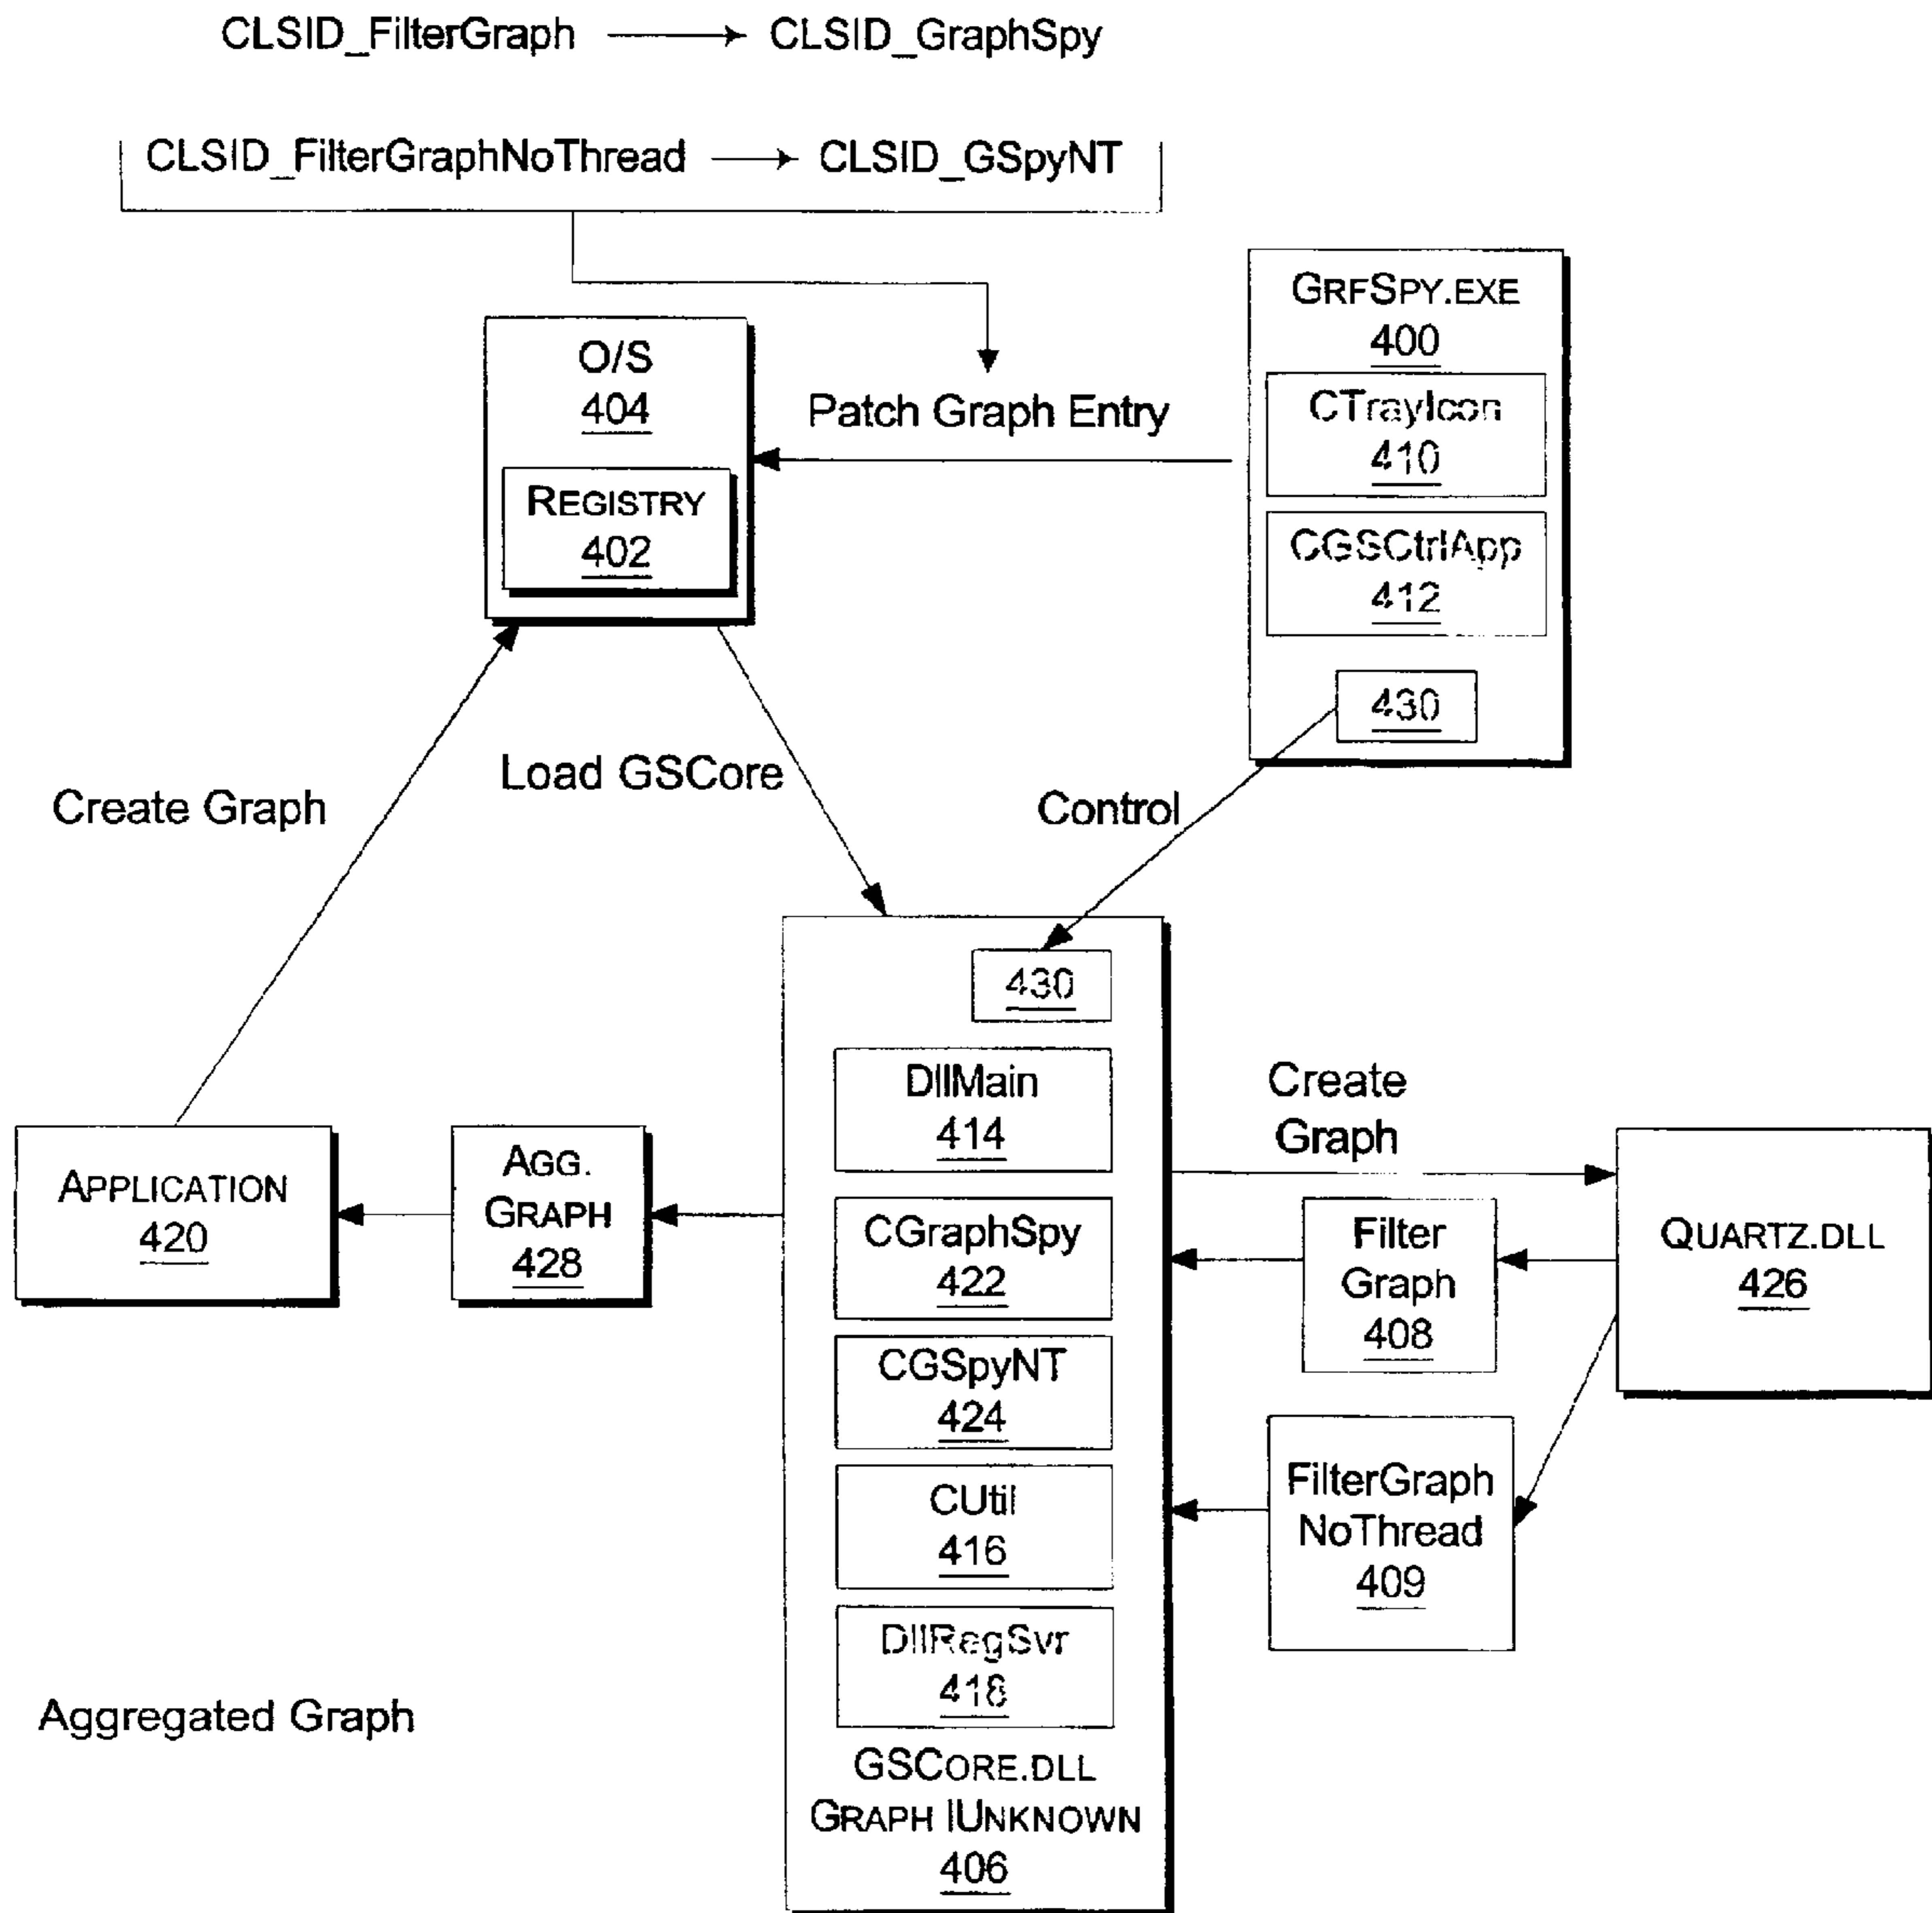 CLSID_FilterGraph → CLSID_GraphSpy
CLSID_FilterGraphNoThread → CLSID_GSpyNT
GRFSPY.EXE
400
CTrayIcon
410
CGSCtrlApp
412
430
O/S
404
REGISTRY
402
Patch Graph Entry
Create Graph
Load GSCore
Control
430
DllMain
414
CGraphSpy
422
CGSpyNT
424
CUtil
416
DllRegSvr
418
GSCORE.DLL
GRAPH IUNKNOWN
406
APPLICATION
420
AGG.
GRAPH
428
Create
Graph
Filter
Graph
408
QUARTZ.DLL
426
FilterGraph
NoThread
409
Aggregated Graph